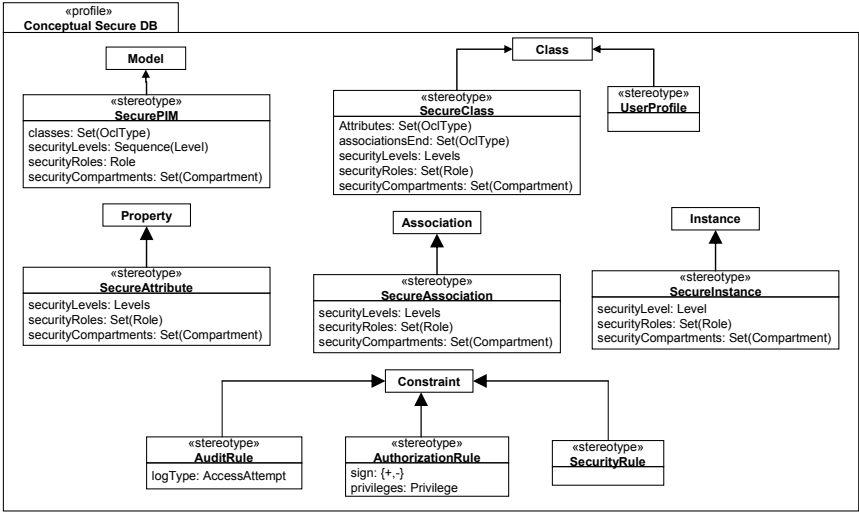 «profile»
Conceptual Secure DB
Model
«stereotype»
SecurePIM
classes: Set(OclType)
securityLevels: Sequence(Level)
securityRoles: Role
securityCompartments: Set(Compartment)
Class
«stereotype»
SecureClass
Attributes: Set(OclType)
associationsEnd: Set(OclType)
securityLevels: Levels
securityRoles: Set(Role)
securityCompartments: Set(Compartment)
«stereotype»
UserProfile
Property
«stereotype»
SecureAttribute
securityLevels: Levels
securityRoles: Set(Role)
securityCompartments: Set(Compartment)
Association
«stereotype»
SecureAssociation
securityLevels: Levels
securityRoles: Set(Role)
securityCompartments: Set(Compartment)
Instance
«stereotype»
SecureInstance
securityLevel: Level
securityRoles: Set(Role)
securityCompartments: Set(Compartment)
Constraint
«stereotype»
AuditRule
logType: AccessAttempt
«stereotype»
AuthorizationRule
sign: {+,-}
privileges: Privilege
«stereotype»
SecurityRule